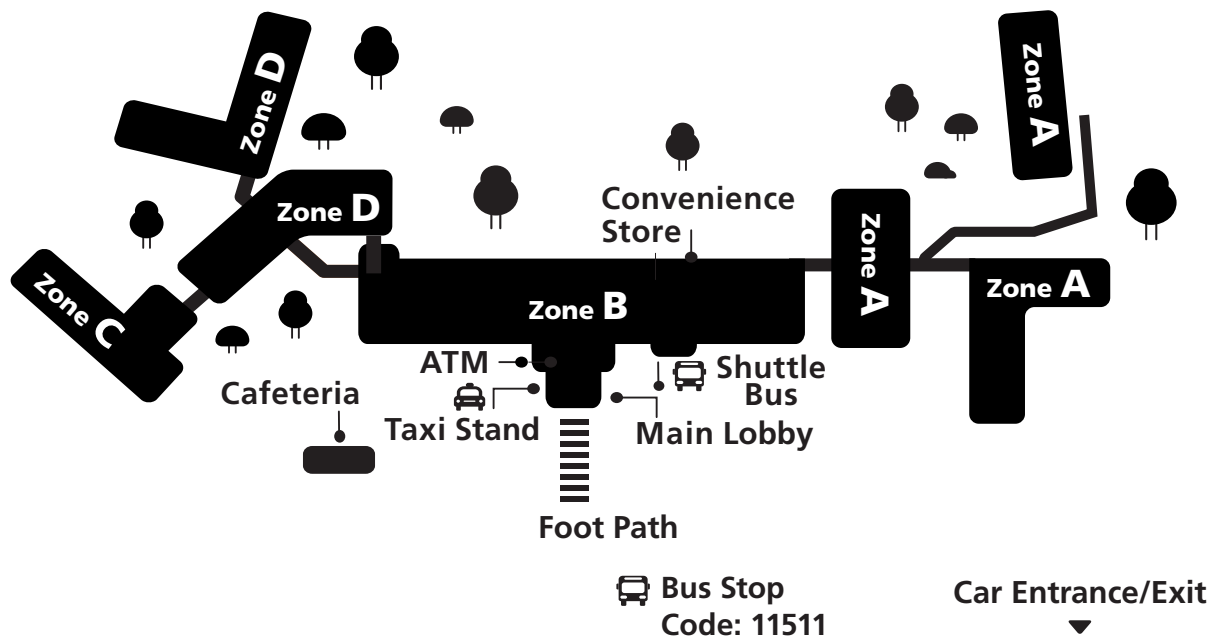 Zone D
Zone A
Convenience
Store
Zone D
Zone A
Zone C
Zone B
Zone A
ATM
Shuttle
Bus
Cafeteria
Taxi Stand
Main Lobby
Foot Path
Bus Stop
Code: 11511
Car Entrance/Exit